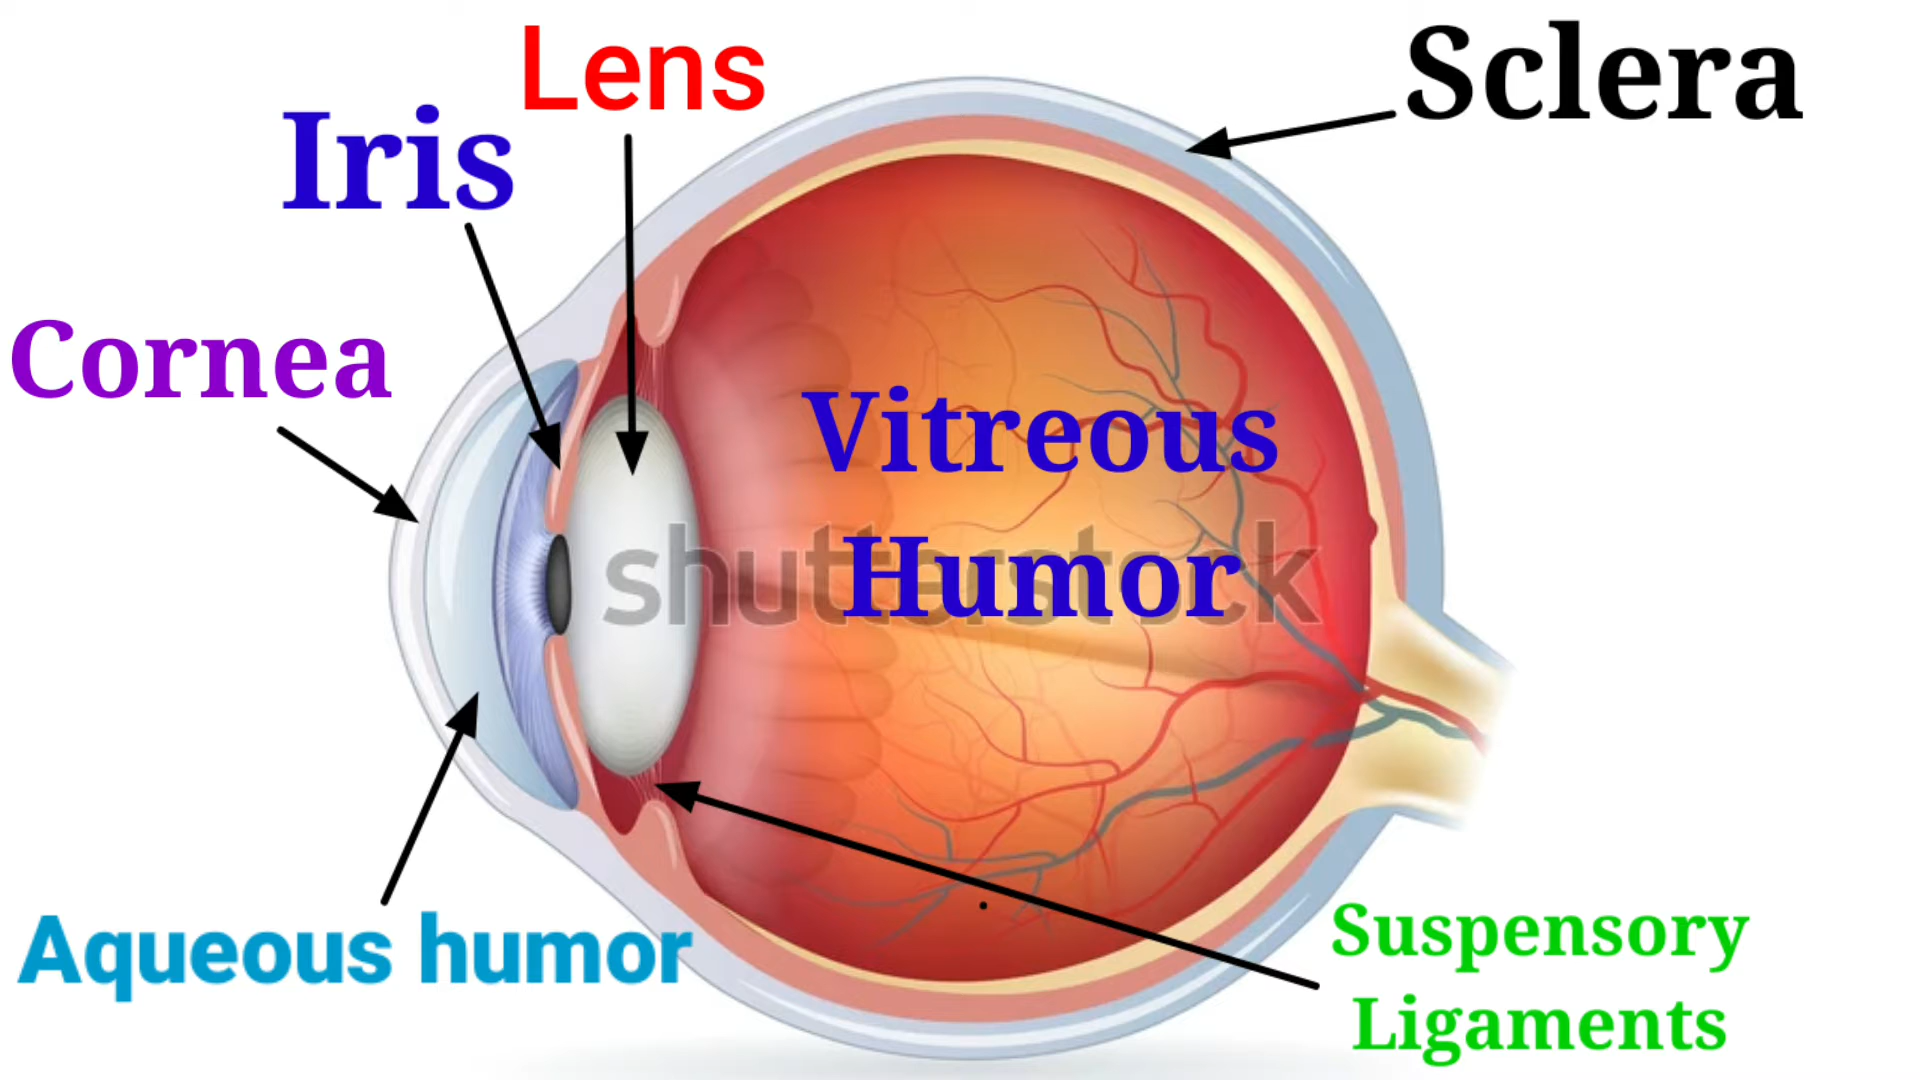 Lens
Sclera
Iris
Cornea
Vitreous
Humor
shutterstock
Aqueous humor
Suspensory
Ligaments